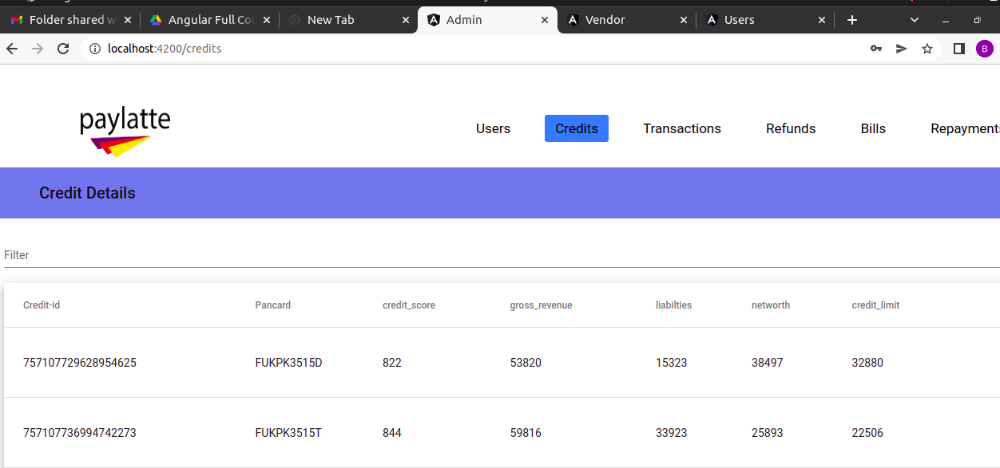 Folder shared w
Angular Full Cou
New Tab
Admin
Vendor
Users
localhost:4200/credits
B
paylatte
Users Credits Transactions Refunds Bills Repayments
Credit Details
Filter
Credit-id Pancard credit_score gross_revenue liabilties networth credit_limit
757107729628954625 FUKPK3515D 822 53820 15323 38497 32880
757107736994742273 FUKPK3515T 844 59816 33923 25893 22506